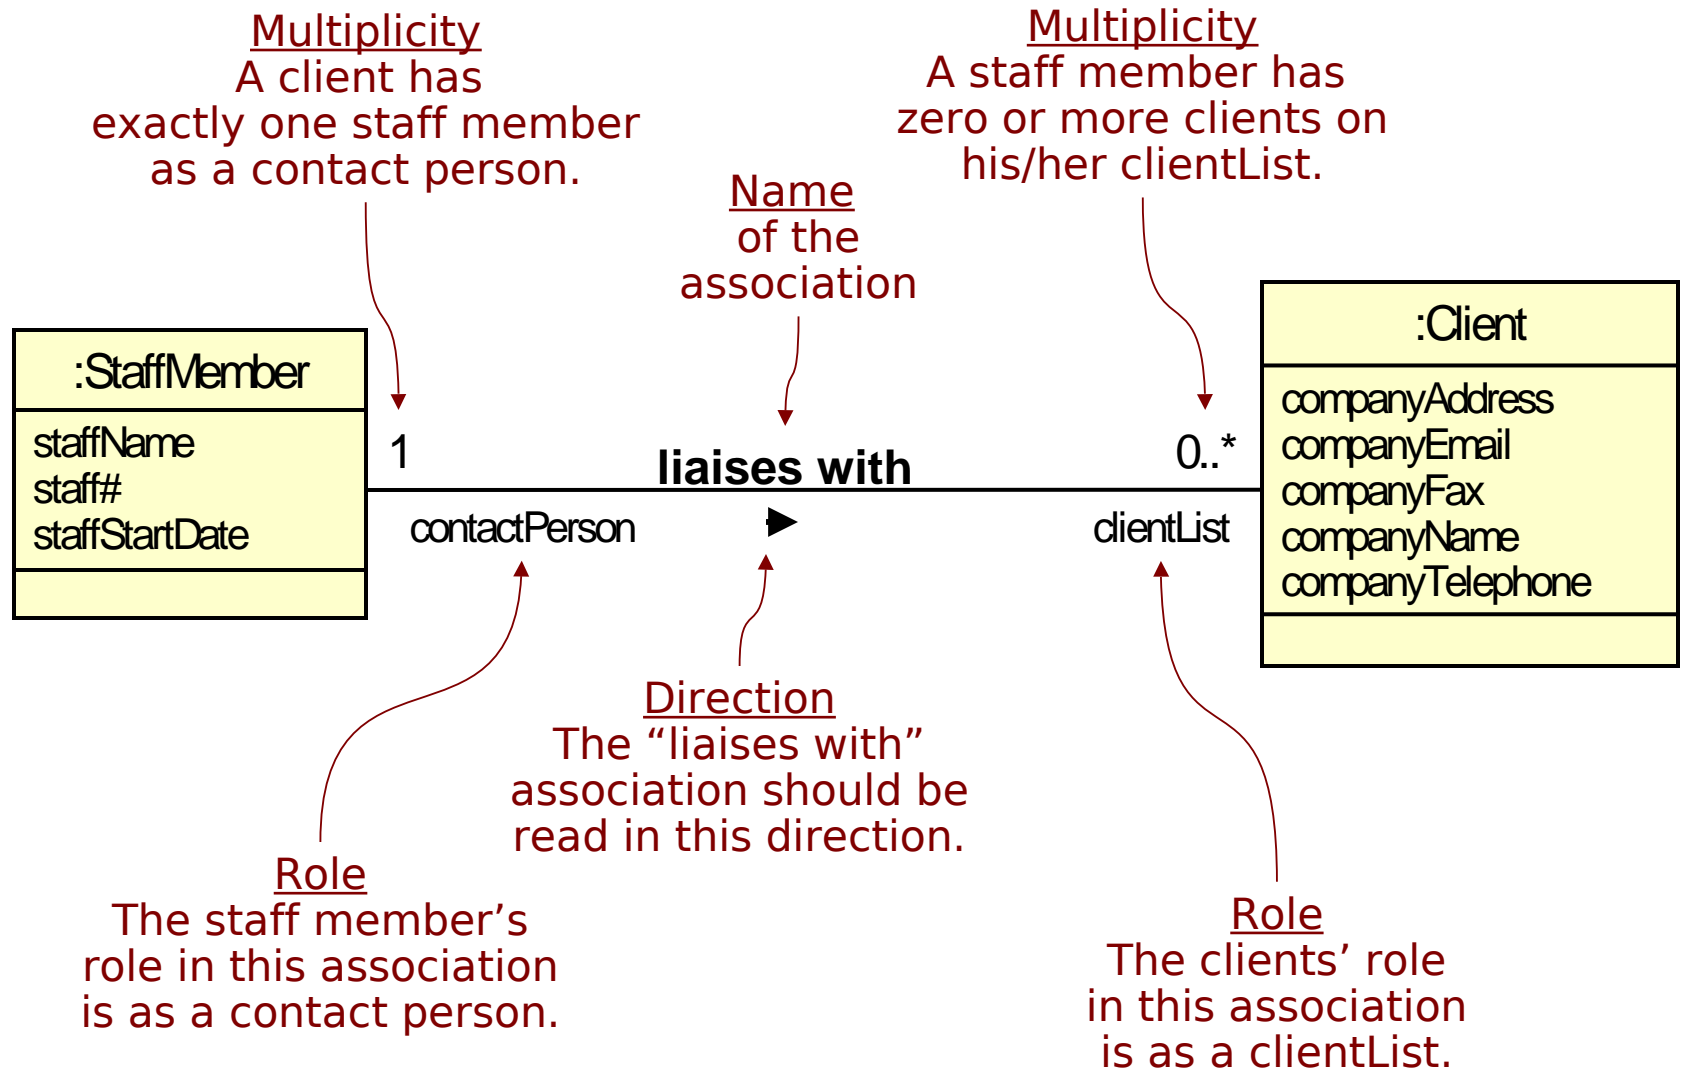 Multiplicity
A client has
exactly one staff member
as a contact person.
Multiplicity
A staff member has
zero or more clients on
his/her clientList.
Name
of the
association
:StaffMember
staffName
staff#
staffStartDate
1
liaises with
0..*
contactPerson
clientList
:Client
companyAddress
companyEmail
companyFax
companyName
companyTelephone
Direction
The “liaises with”
association should be
read in this direction.
Role
The staff member’s
role in this association
is as a contact person.
Role
The clients’ role
in this association
is as a clientList.